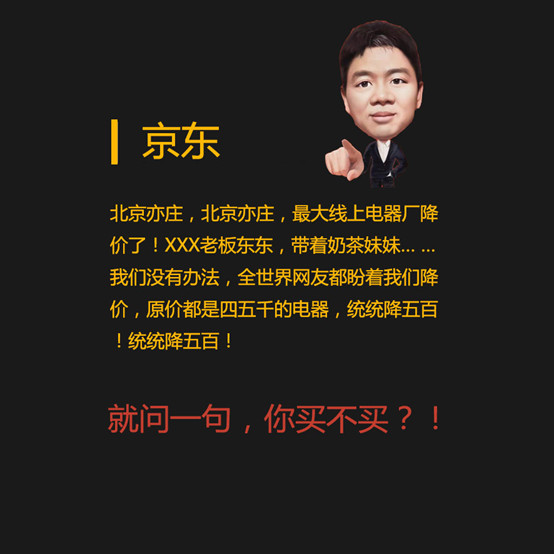 京东
北京亦庄，北京亦庄，最大线上电器厂降
价了！XXX老板东东，带着奶茶妹妹... ...
我们没有办法，全世界网友都盼着我们降
价，原价都是四五千的电器，统统降五百
！统统降五百！
就问一句，你买不买？！